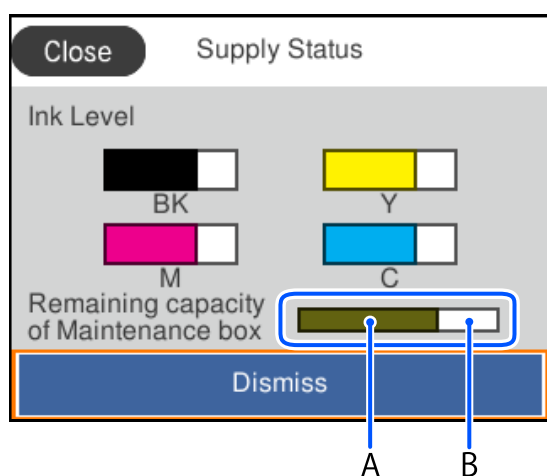 Close
Supply Status
Ink Level
BK
Y
M
C
Remaining capacity
of Maintenance box
Dismiss
A
B